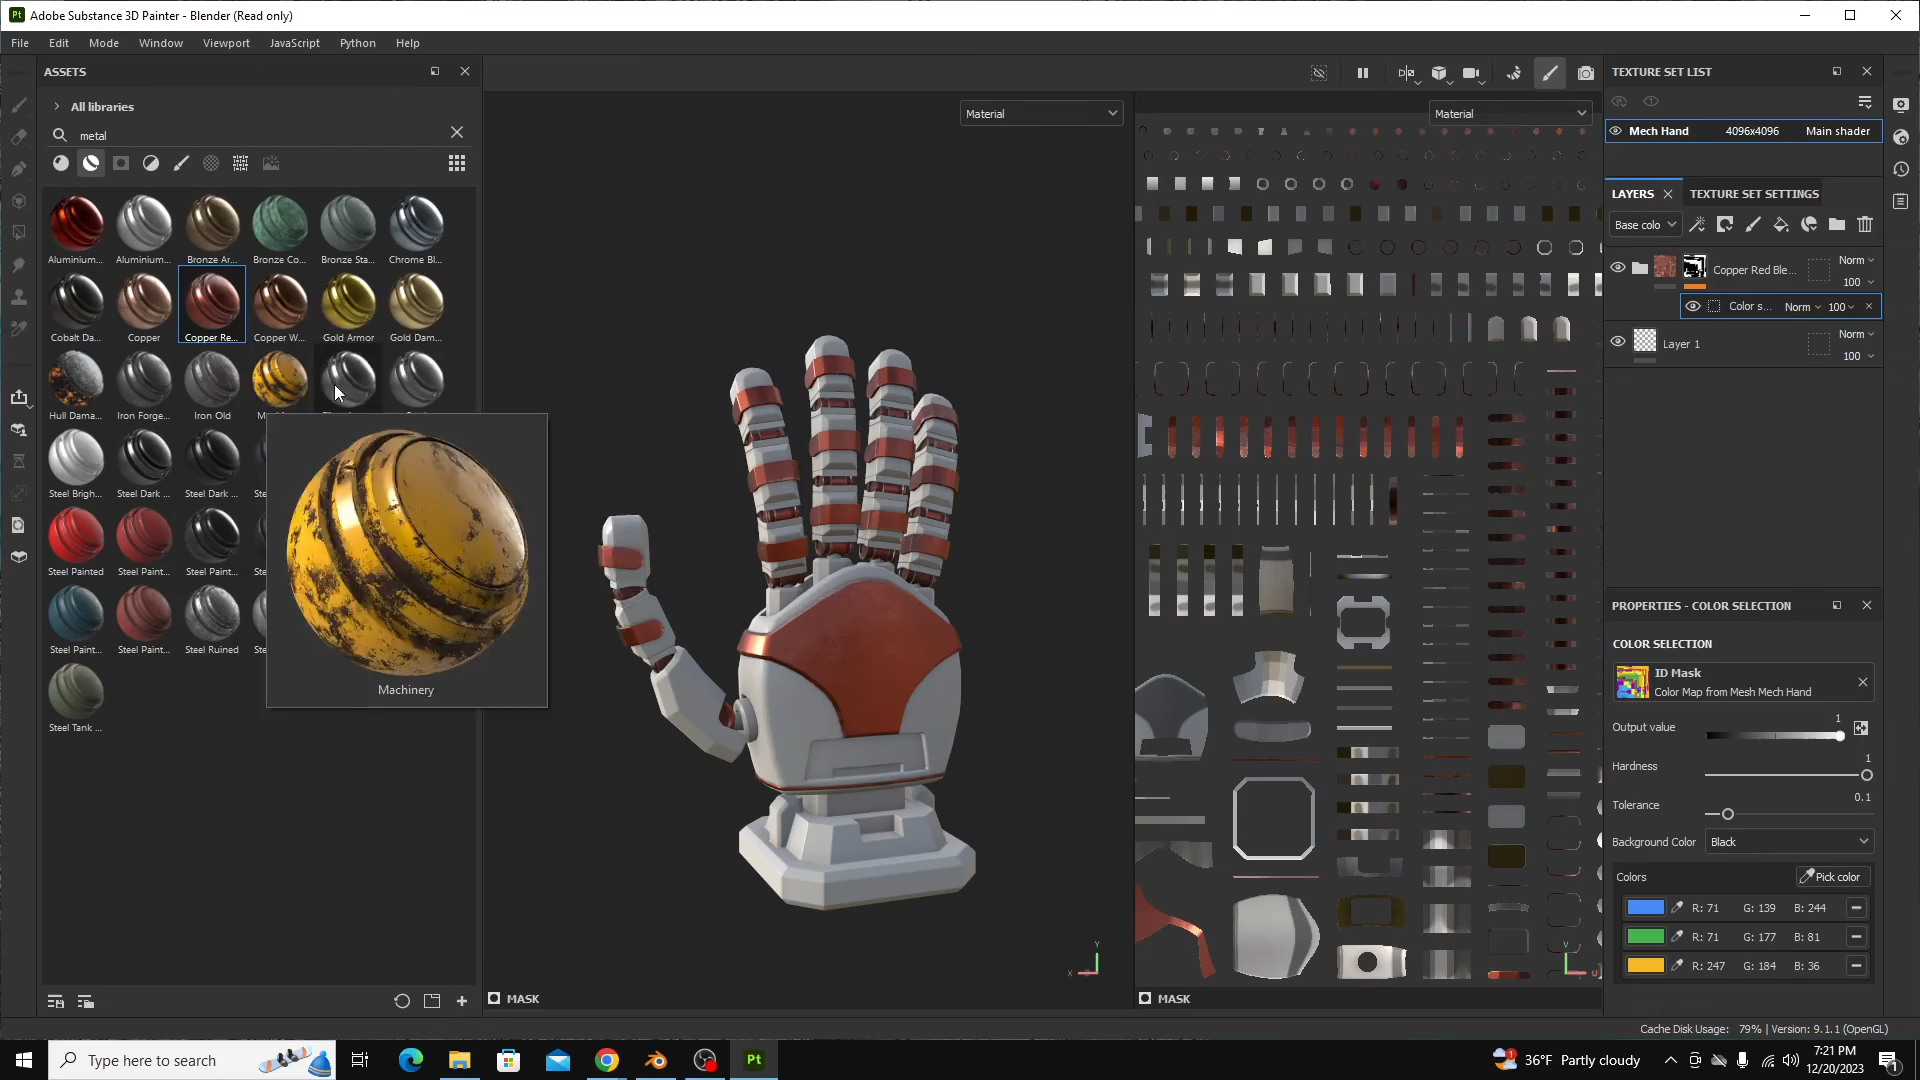 Pt Adobe Substance 3D Painter - Blender (Read only)
File Edit Mode Window Viewport JavaScript Python Help
ASSETS
All libraries
metal
Aluminium... Aluminium... Bronze Ar... Bronze Co... Bronze Sta... Chrome Bl...
Cobalt Da... Copper Copper Re... Copper W... Gold Armor Gold Dam...
Hull Dama... Iron Forge... Iron Old
Steel Brigh... Steel Dark ... Steel Dark ...
Steel Painted Steel Paint... Steel Paint...
Steel Paint... Steel Paint... Steel Ruined
Steel Tank ...
Machinery
Material
Material
MASK
MASK
X
Y
V
U
TEXTURE SET LIST
Mech Hand 4096x4096 Main shader
LAYERS TEXTURE SET SETTINGS
Base colo
Copper Red Ble... Norm 100
Color s... Norm 100
Layer 1 Norm 100
PROPERTIES - COLOR SELECTION
COLOR SELECTION
ID Mask
Color Map from Mesh Mech Hand
Output value 1
Hardness 1
Tolerance 0.1
Background Color Black
Colors Pick color
R: 71 G: 139 B: 244
R: 71 G: 177 B: 81
R: 247 G: 184 B: 36
Cache Disk Usage: 79% | Version: 9.1.1 (OpenGL)
Type here to search
Pt
1
36°F Partly cloudy
7:21 PM
12/20/2023
1